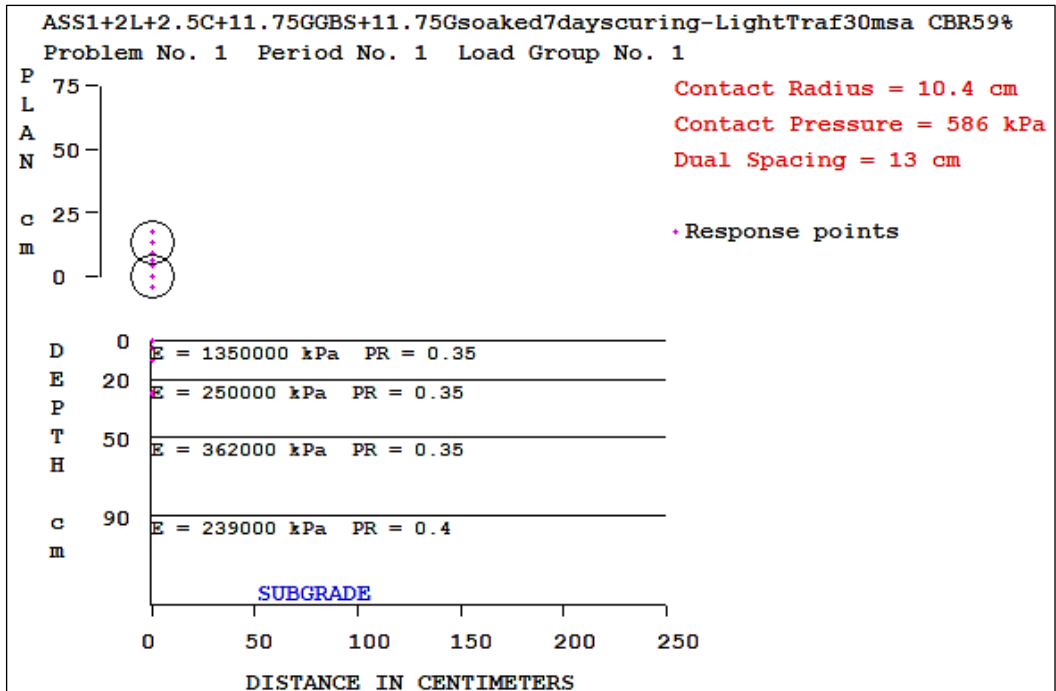 ASS1+2L+2.5C+11.75GGBS+11.75Gsoaked7dayscuring-LightTraf30msa CBR59%
Problem No. 1 Period No. 1 Load Group No. 1
PLAN cm
75
50
25
0
Contact Radius = 10.4 cm
Contact Pressure = 586 kPa
Dual Spacing = 13 cm
Response points
DEPTH cm
0
E = 1350000 kPa PR = 0.35
20
E = 250000 kPa PR = 0.35
50
E = 362000 kPa PR = 0.35
90
E = 239000 kPa PR = 0.4
SUBGRADE
0 50 100 150 200 250
DISTANCE IN CENTIMETERS